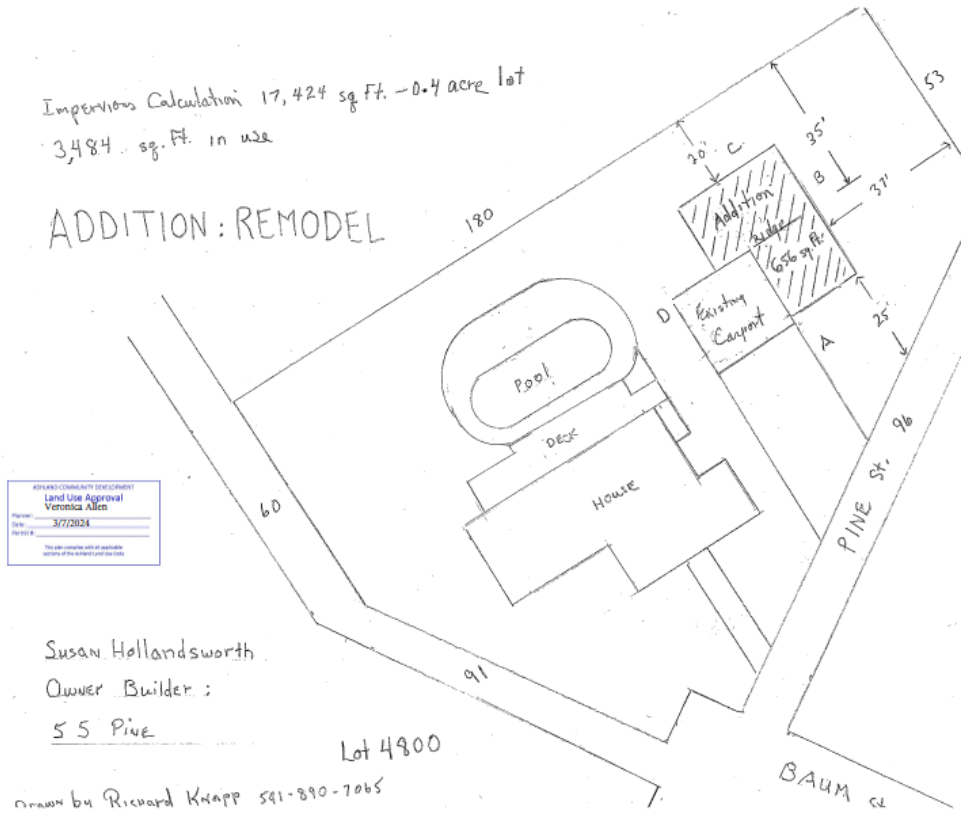 Impervious Calculation 17,424 sq Ft. - 0.4 acre lot
3,484 sq. Ft. in use
ADDITION: REMODEL
180
53
20'
C
35'
B
37'
Addition
Ridge
656 sq.ft.
25'
D
Existing
Carport
A
Pool
DECK
HOUSE
PINE St. 96
60
91
ASHLAND COMMUNITY DEVELOPMENT
Land Use Approval
Veronica Allen
Planner:
Date: 3/7/2024
Permit #:
This plan complies with all applicable
sections of the Ashland Land Use Code
Susan Hollandsworth
Owner Builder:
55 Pine
Lot 4800
Drawn by Richard Knapp 541-890-7065
BAUM St